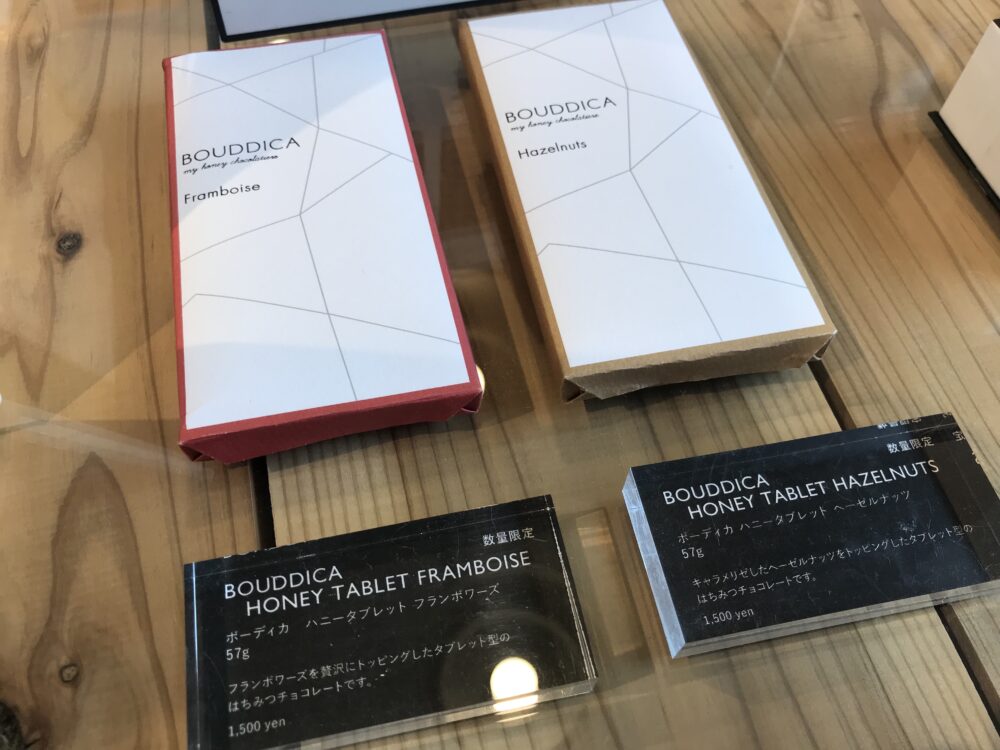 BOUDDICA
my honey chocolatiere
Framboise
BOUDDICA
my honey chocolatiere
Hazelnuts
数量限定
BOUDDICA
HONEY TABLET FRAMBOISE
ボーディカ ハニータブレット フランボワーズ
57g
フランボワーズを贅沢にトッピングしたタブレット型の
はちみつチョコレートです。
1,500 yen
数量限定
BOUDDICA
HONEY TABLET HAZELNUTS
ボーディカ ハニータブレット ヘーゼルナッツ
57g
キャラメリゼしたヘーゼルナッツをトッピングしたタブレット型の
はちみつチョコレートです。
1,500 yen